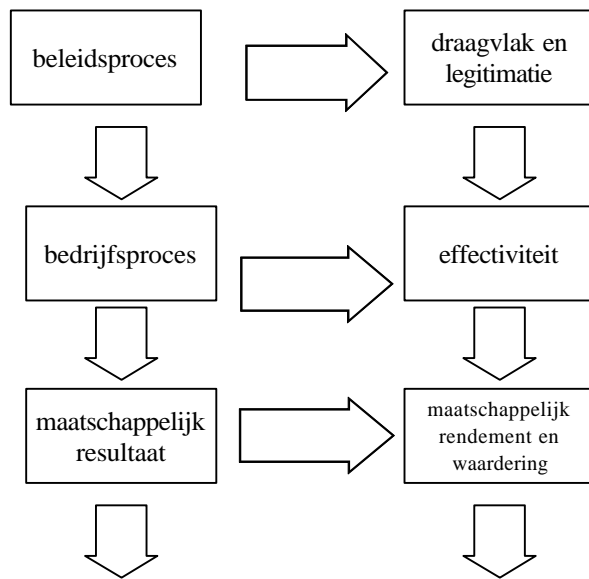 beleidsproces
draagvlak en
legitimatie
bedrijfsproces
effectiviteit
maatschappelijk
resultaat
maatschappelijk
rendement en
waardering